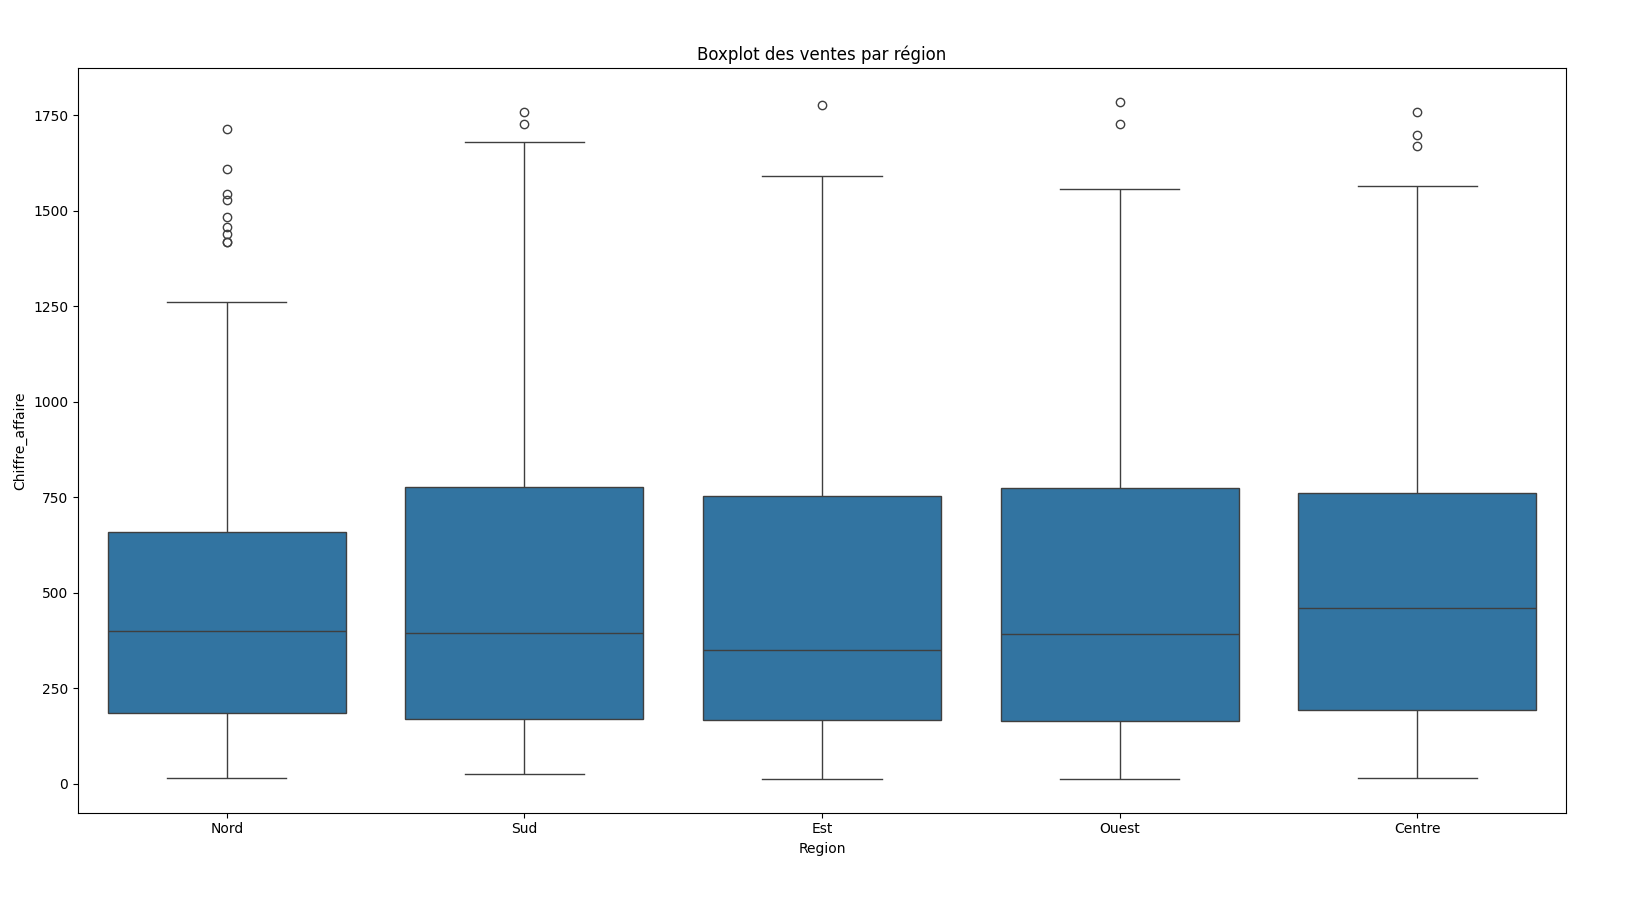 Boxplot des ventes par région
1750
1500
1250
1000
750
500
250
0
Chiffre_affaire
Nord Sud Est Ouest Centre
Region